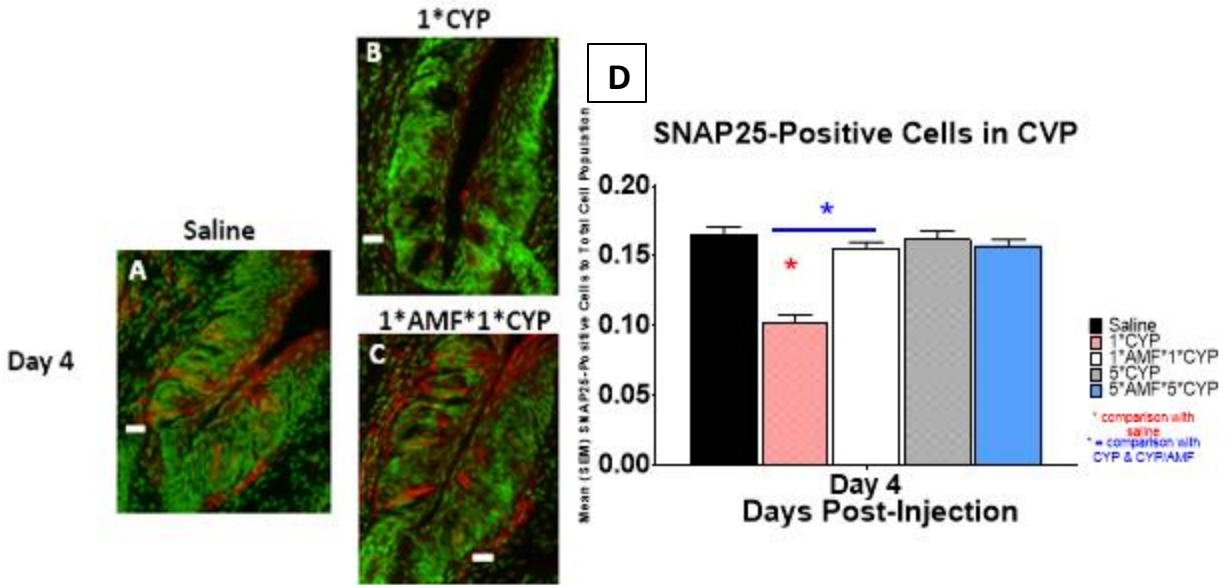 1*CYP
B
D
SNAP25-Positive Cells in CVP
Mean (SEM) SNAP25-Positive Cells to Total Cell Population
0.20
0.15
0.10
0.05
0.00
*
*
Saline
A
1*AMF*1*CYP
C
Day 4
Day 4
Days Post-Injection
Saline
1*CYP
1*AMF*1*CYP
5*CYP
5*AMF*5*CYP
* comparison with
saline
* = comparison with
CYP & CYP/AMF